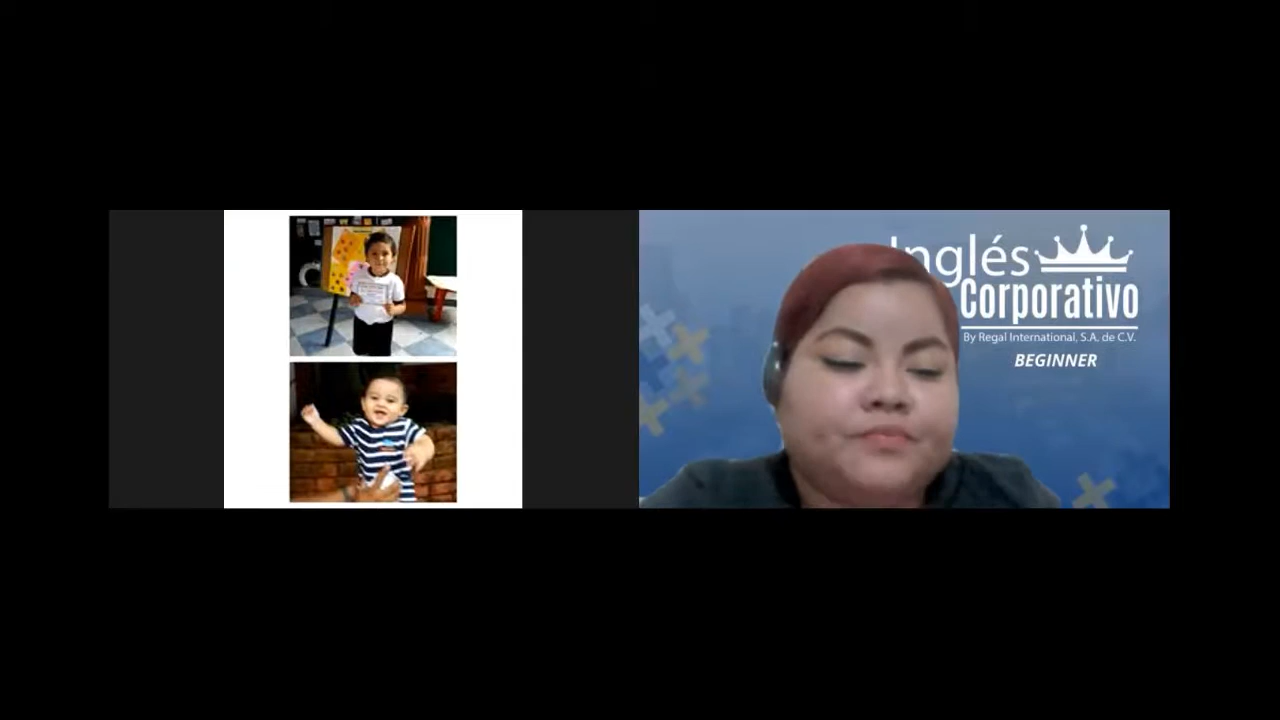 Inglés
Corporativo
By Regal International, S.A. de C.V.
BEGINNER